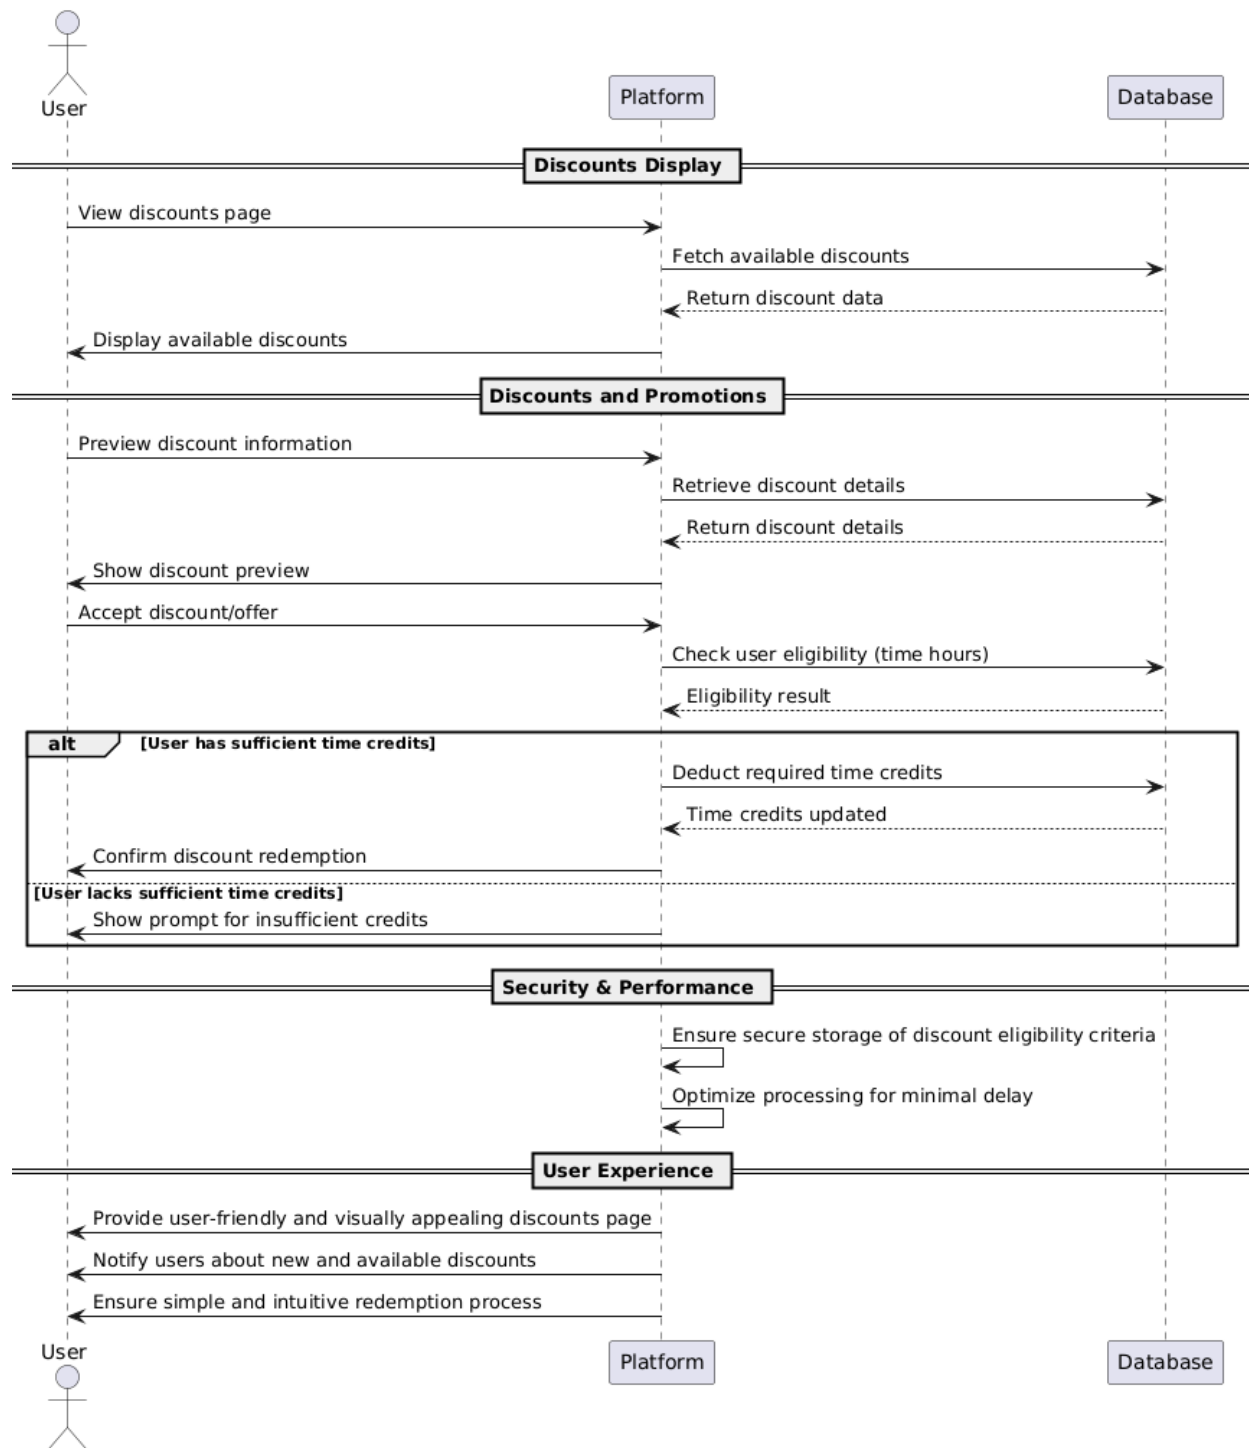 User
Platform
Database
Discounts Display
View discounts page
Fetch available discounts
Return discount data
Display available discounts
Discounts and Promotions
Preview discount information
Retrieve discount details
Return discount details
Show discount preview
Accept discount/offer
Check user eligibility (time hours)
Eligibility result
alt [User has sufficient time credits]
Deduct required time credits
Time credits updated
Confirm discount redemption
[User lacks sufficient time credits]
Show prompt for insufficient credits
Security & Performance
Ensure secure storage of discount eligibility criteria
Optimize processing for minimal delay
User Experience
Provide user-friendly and visually appealing discounts page
Notify users about new and available discounts
Ensure simple and intuitive redemption process
User
Platform
Database